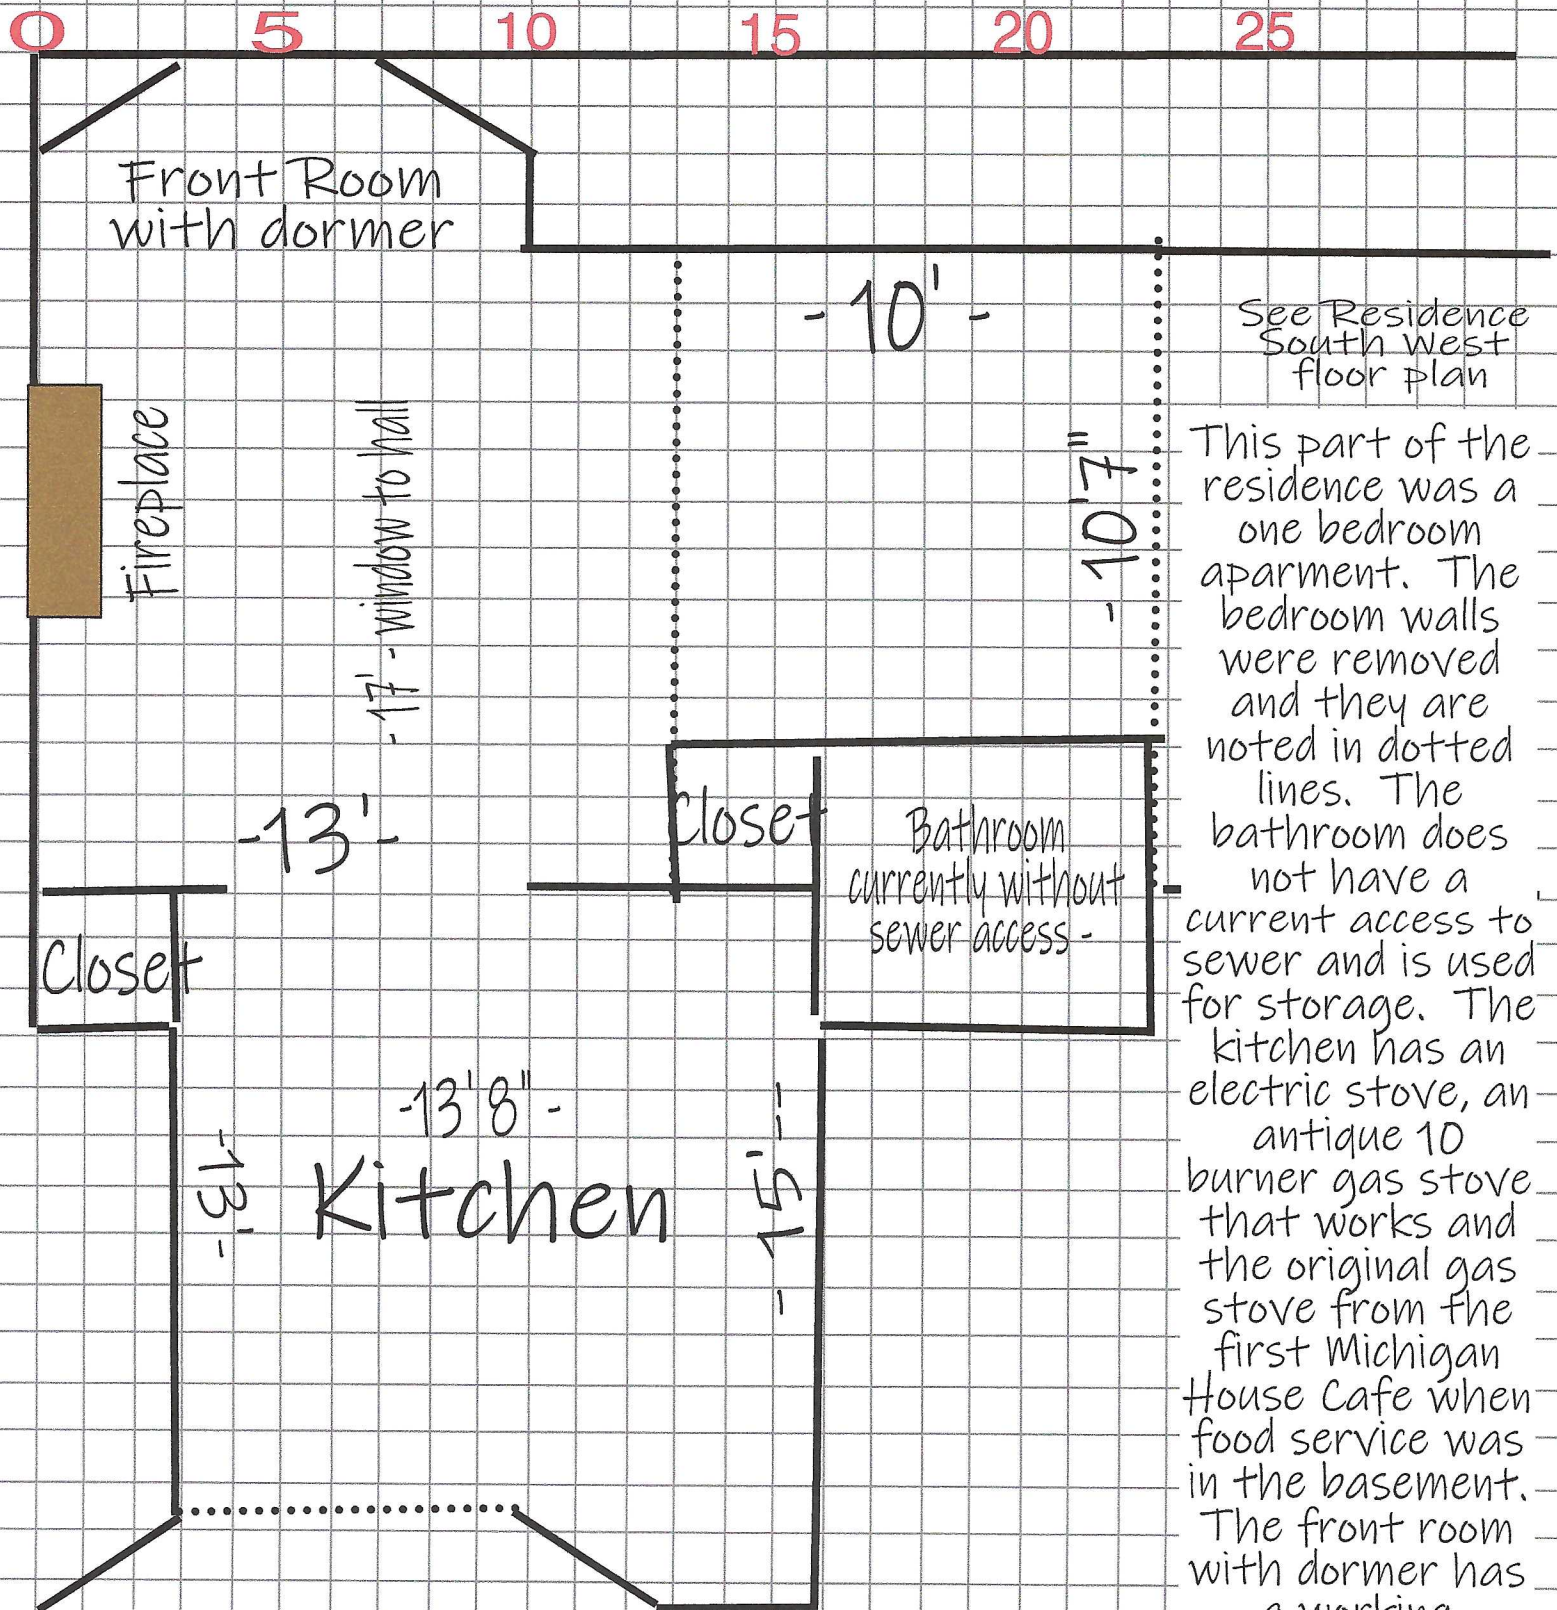 0 5 10 15 20 25
Front Room
with dormer
- 10' -
See Residence
South West
floor plan
Fireplace
- 17' - window to hall
- 10'7"
-13'-
Closet
Bathroom
currently without
sewer access -
Closet
-13'8" -
-13'-
Kitchen
- 15' --
This part of the
residence was a
one bedroom
aparment. The
bedroom walls
were removed
and they are
noted in dotted
lines. The
bathroom does
not have a
current access to
sewer and is used
for storage. The
kitchen has an
electric stove, an
antique 10
burner gas stove
that works and
the original gas
stove from the
first Michigan
House Cafe when
food service was
in the basement.
The front room
with dormer has
a working